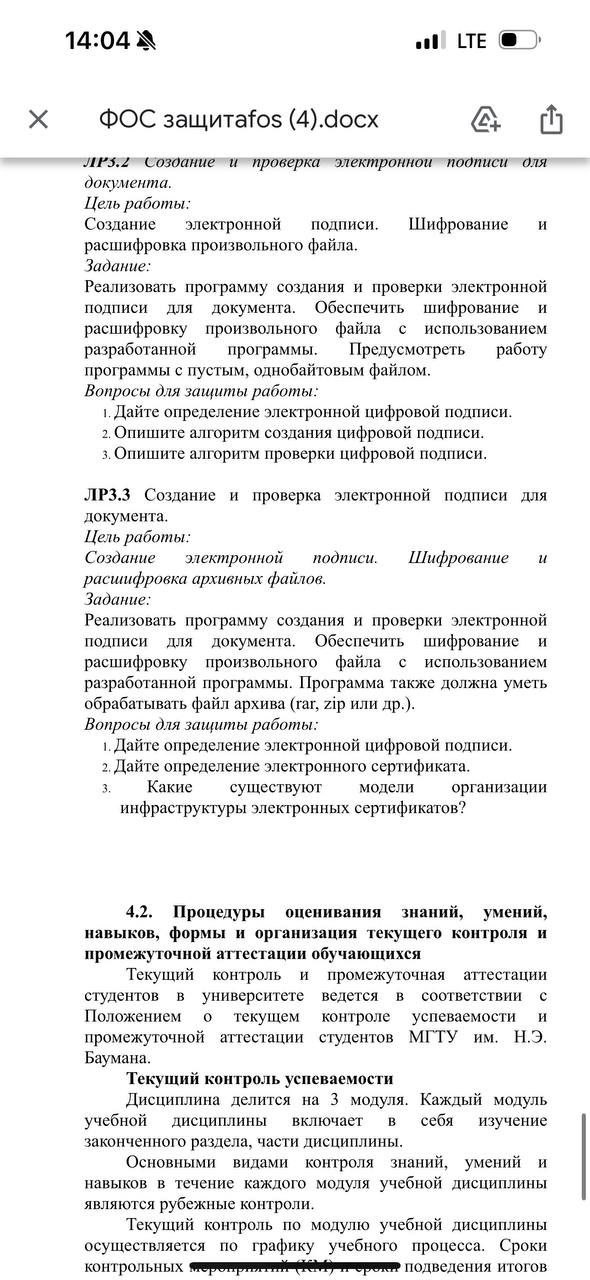 14:04
LTE
ФОС защитаfos (4).docx
ЛР3.2 Создание и проверка электронной подписи для
документа.
Цель работы:
Создание электронной подписи. Шифрование и
расшифровка произвольного файла.
Задание:
Реализовать программу создания и проверки электронной
подписи для документа. Обеспечить шифрование и
расшифровку произвольного файла с использованием
разработанной программы. Предусмотреть работу
программы с пустым, однобайтовым файлом.
Вопросы для защиты работы:
1. Дайте определение электронной цифровой подписи.
2. Опишите алгоритм создания цифровой подписи.
3. Опишите алгоритм проверки цифровой подписи.
ЛР3.3 Создание и проверка электронной подписи для
документа.
Цель работы:
Создание электронной подписи. Шифрование и
расшифровка архивных файлов.
Задание:
Реализовать программу создания и проверки электронной
подписи для документа. Обеспечить шифрование и
расшифровку произвольного файла с использованием
разработанной программы. Программа также должна уметь
обрабатывать файл архива (rar, zip или др.).
Вопросы для защиты работы:
1. Дайте определение электронной цифровой подписи.
2. Дайте определение электронного сертификата.
3. Какие существуют модели организации
инфраструктуры электронных сертификатов?
4.2. Процедуры оценивания знаний, умений,
навыков, формы и организация текущего контроля и
промежуточной аттестации обучающихся
Текущий контроль и промежуточная аттестации
студентов в университете ведется в соответствии с
Положением о текущем контроле успеваемости и
промежуточной аттестации студентов МГТУ им. Н.Э.
Баумана.
Текущий контроль успеваемости
Дисциплина делится на 3 модуля. Каждый модуль
учебной дисциплины включает в себя изучение
законченного раздела, части дисциплины.
Основными видами контроля знаний, умений и
навыков в течение каждого модуля учебной дисциплины
являются рубежные контроли.
Текущий контроль по модулю учебной дисциплины
осуществляется по графику учебного процесса. Сроки
контрольных мероприятий (КМ) и сроки подведения итогов